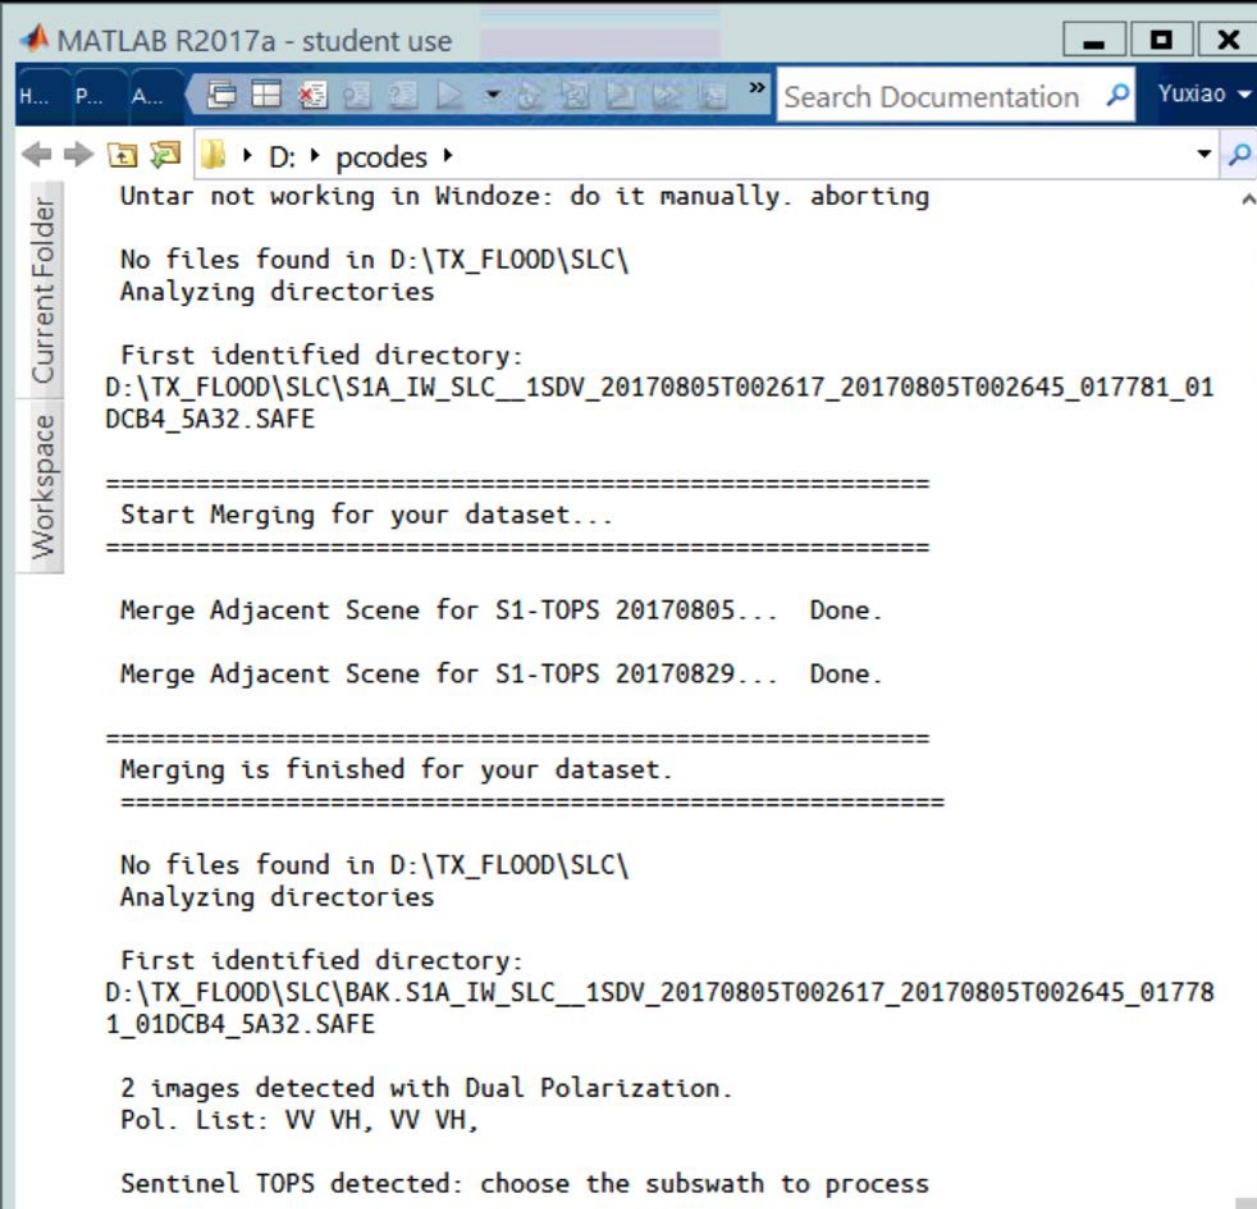 MATLAB R2017a - student use
H... P... A... » Search Documentation Yuxiao
D: pcodes
Current Folder
Workspace
Untar not working in Windoze: do it manually. aborting
No files found in D:\TX_FLOOD\SLC\
Analyzing directories
First identified directory:
D:\TX_FLOOD\SLC\S1A_IW_SLC__1SDV_20170805T002617_20170805T002645_017781_01
DCB4_5A32.SAFE
=======================================================
Start Merging for your dataset...
=======================================================
Merge Adjacent Scene for S1-TOPS 20170805...  Done.
Merge Adjacent Scene for S1-TOPS 20170829...  Done.
=======================================================
Merging is finished for your dataset.
=======================================================
No files found in D:\TX_FLOOD\SLC\
Analyzing directories
First identified directory:
D:\TX_FLOOD\SLC\BAK.S1A_IW_SLC__1SDV_20170805T002617_20170805T002645_01778
1_01DCB4_5A32.SAFE
2 images detected with Dual Polarization.
Pol. List: VV VH, VV VH,
Sentinel TOPS detected: choose the subswath to process